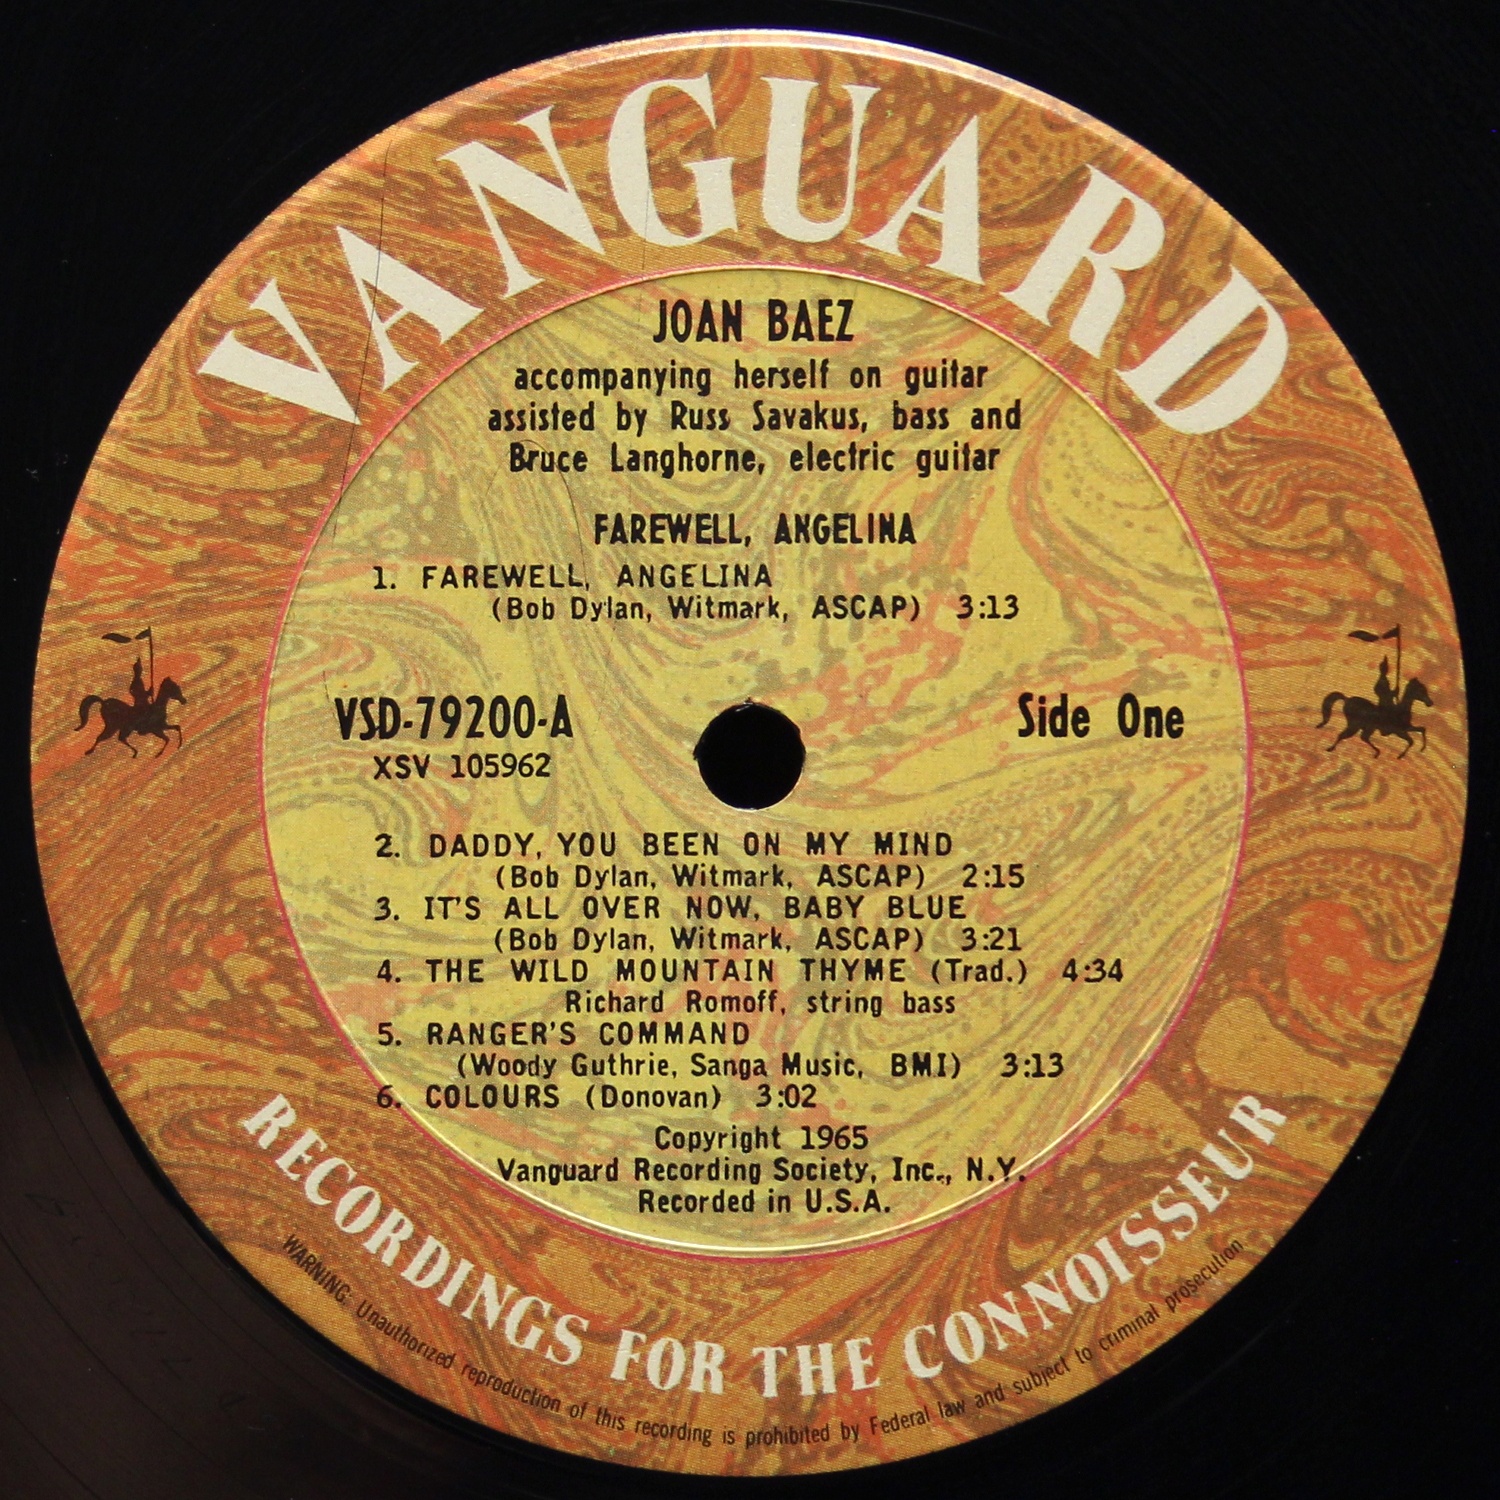 VANGUARD
JOAN BAEZ
accompanying herself on guitar
assisted by Russ Savakus, bass and
Bruce Langhorne, electric guitar
FAREWELL, ANGELINA
1. FAREWELL, ANGELINA
(Bob Dylan, Witmark, ASCAP) 3:13
VSD-79200-A Side One
XSV 105962
2. DADDY, YOU BEEN ON MY MIND
(Bob Dylan, Witmark, ASCAP) 2:15
3. IT'S ALL OVER NOW, BABY BLUE
(Bob Dylan, Witmark, ASCAP) 3:21
4. THE WILD MOUNTAIN THYME (Trad.) 4:34
Richard Romoff, string bass
5. RANGER'S COMMAND
(Woody Guthrie, Sanga Music, BMI) 3:13
6. COLOURS (Donovan) 3:02
Copyright 1965
Vanguard Recording Society, Inc., N.Y.
Recorded in U.S.A.
RECORDINGS FOR THE CONNOISSEUR
WARNING: Unauthorized reproduction of this recording is prohibited by Federal law and subject to criminal prosecution